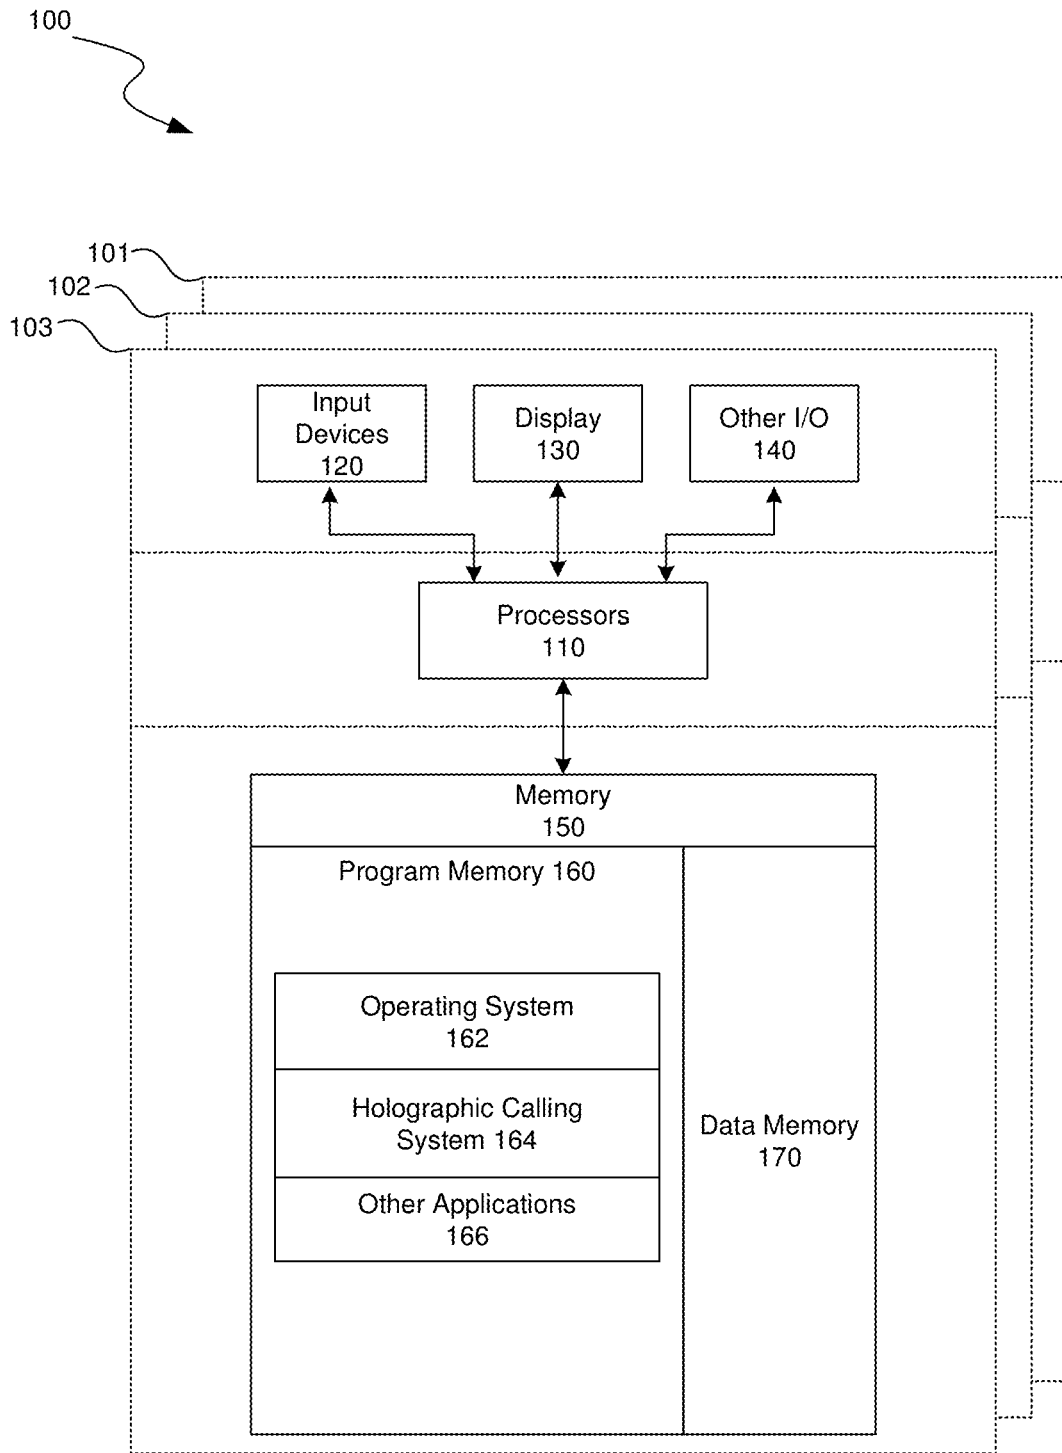 100
101
102
103
Input
Devices
120
Display
130
Other I/O
140
Processors
110
Memory
150
Program Memory 160
Operating System
162
Holographic Calling
System 164
Other Applications
166
Data Memory
170